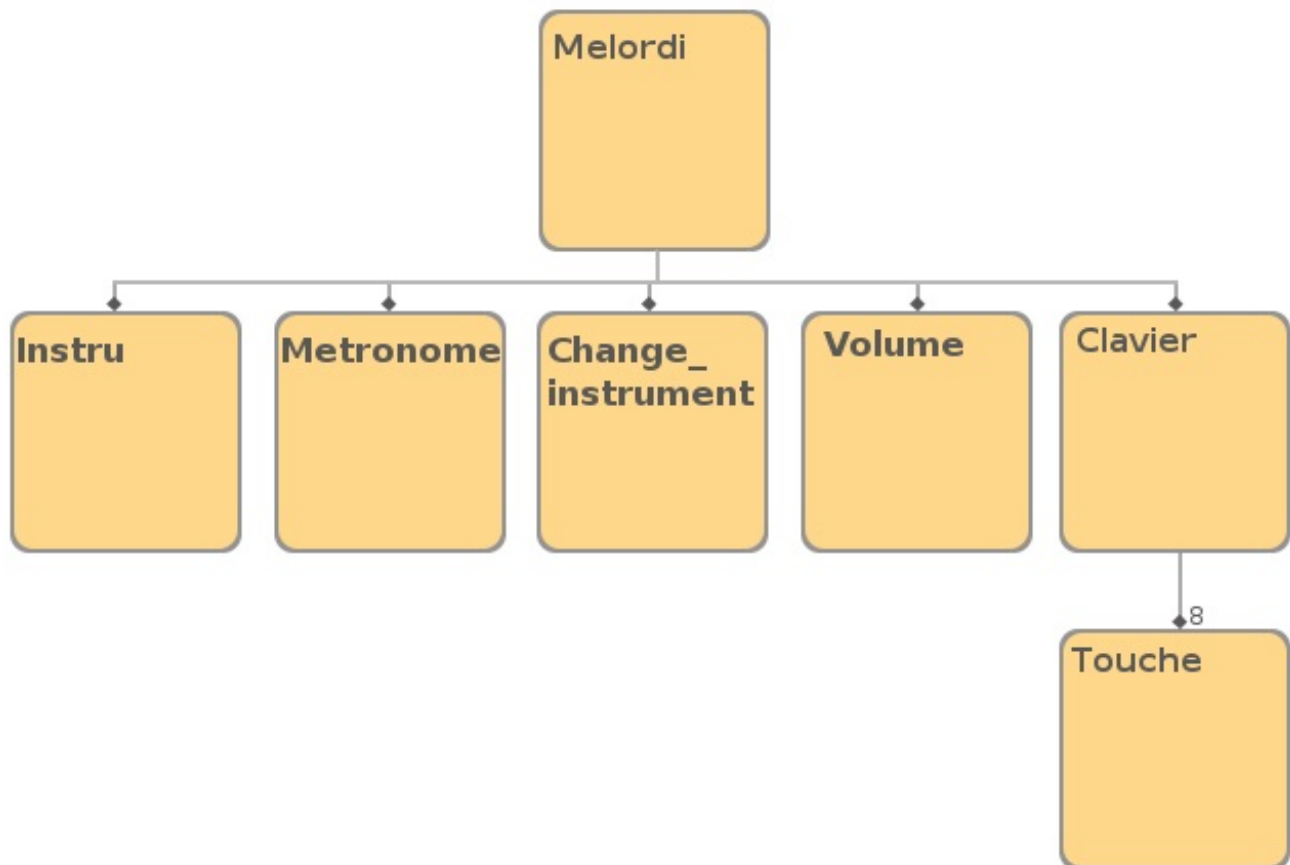 Melordi
Instru
Metronome
Change_
instrument
Volume
Clavier
8
Touche